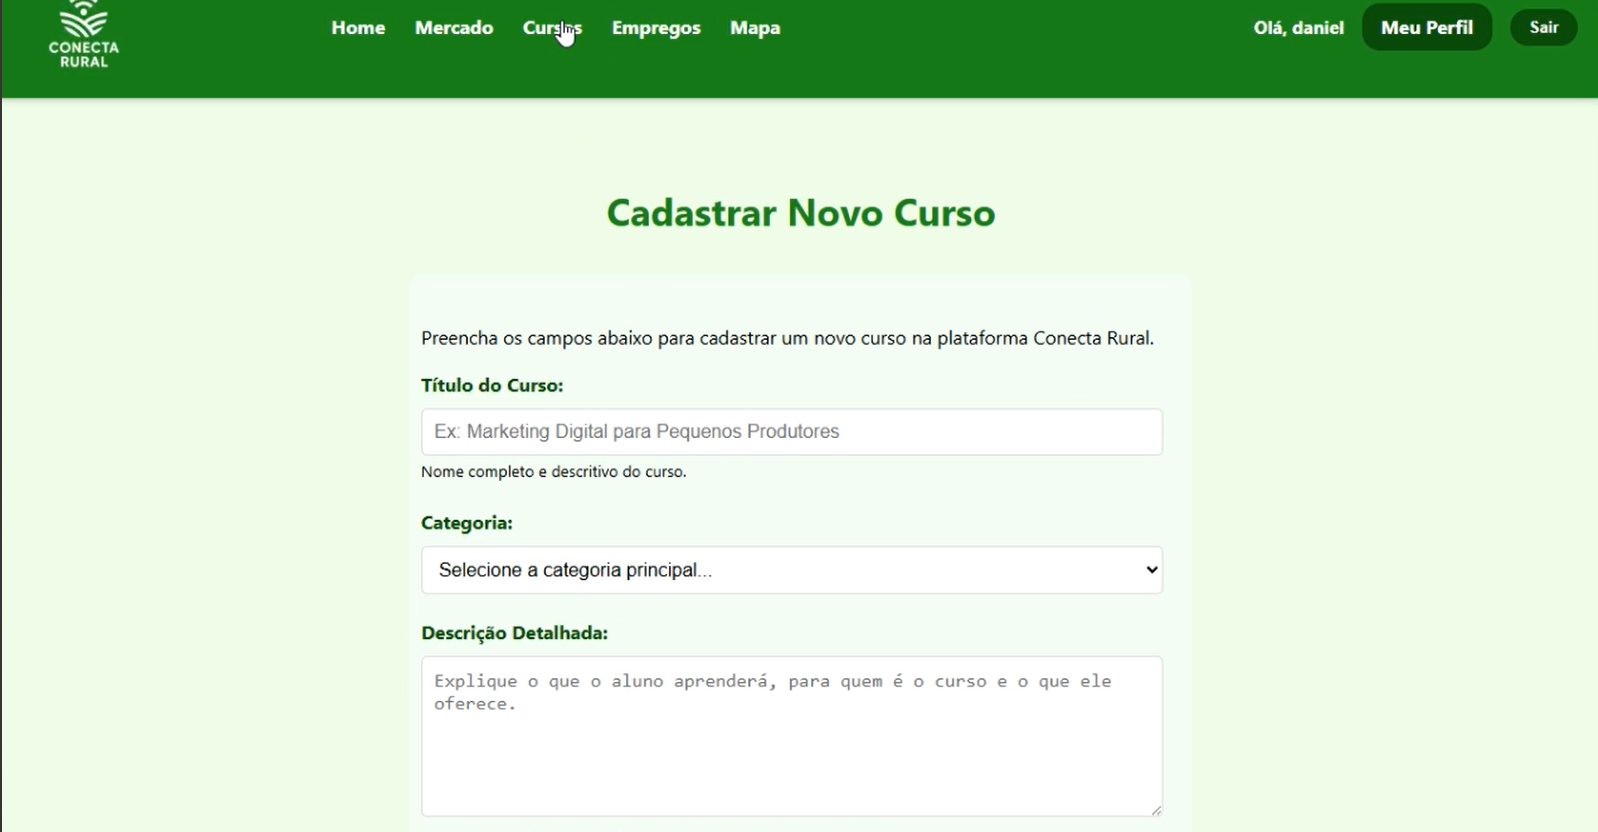 CONECTA
RURAL
Home Mercado Cursos Empregos Mapa Olá, daniel Meu Perfil Sair
Cadastrar Novo Curso
Preencha os campos abaixo para cadastrar um novo curso na plataforma Conecta Rural.
Título do Curso:
Ex: Marketing Digital para Pequenos Produtores
Nome completo e descritivo do curso.
Categoria:
Selecione a categoria principal...
Descrição Detalhada:
Explique o que o aluno aprenderá, para quem é o curso e o que ele
oferece.